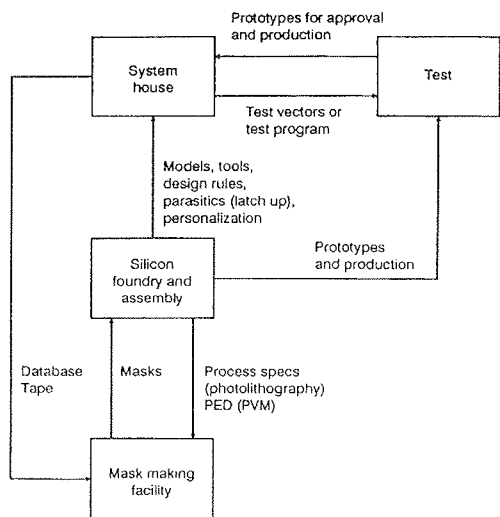 Prototypes for approval
and production
System
house
Test
Test vectors or
test program
Models, tools,
design rules,
parasitics (latch up),
personalization
Silicon
foundry and
assembly
Prototypes
and production
Database
Tape
Masks
Process specs
(photolithography)
PED (PVM)
Mask making
facility